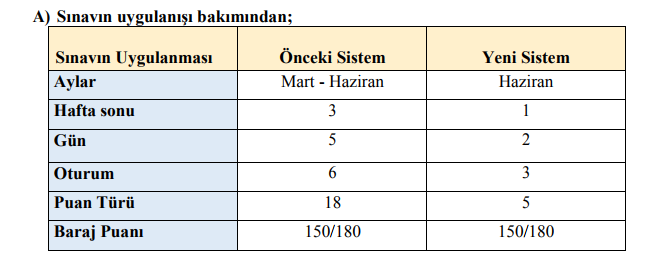 A) Sınavın uygulanışı bakımından;
Sınavın Uygulanması Önceki Sistem Yeni Sistem
Aylar Mart - Haziran Haziran
Hafta sonu 3 1
Gün 5 2
Oturum 6 3
Puan Türü 18 5
Baraj Puanı 150/180 150/180